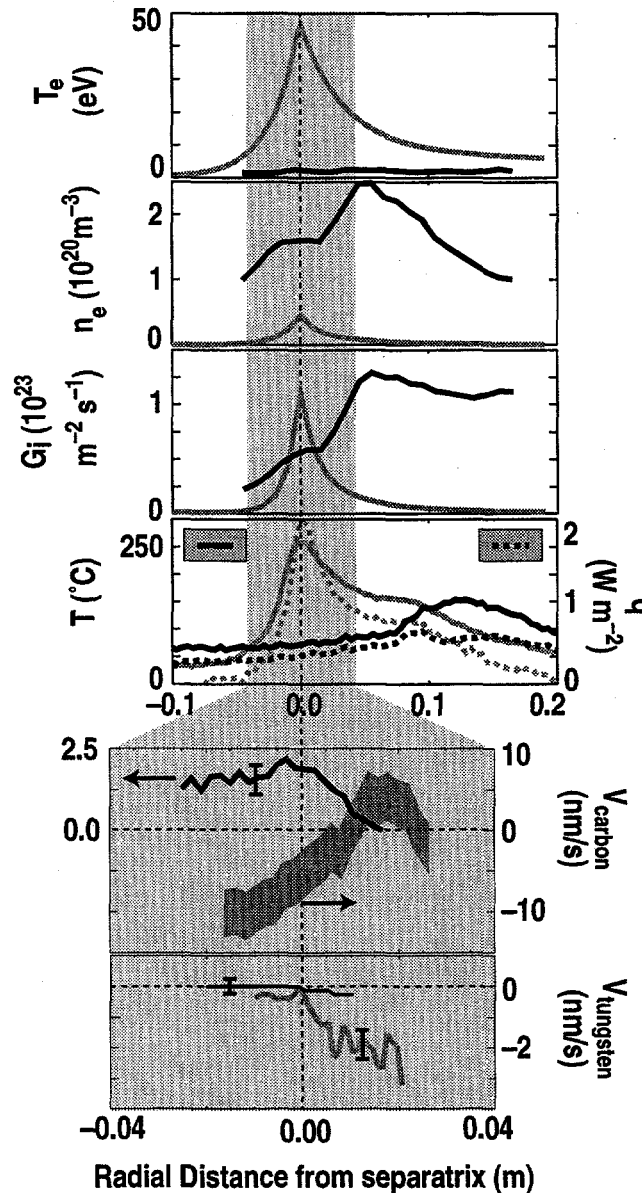 50
0
T_e
(eV)
2
1
0
n_e (10^20 m^−3)
1
0
Gi (10^23
m^−2 s^−1)
250
0
T (°C)
2
1
0
(W m^−2)
−0.1
0.0
0.1
0.2
2.5
0.0
10
0
−10
V_carbon
(nm/s)
0
−2
V_tungsten
(nm/s)
−0.04
0.00
0.04
Radial Distance from separatrix (m)